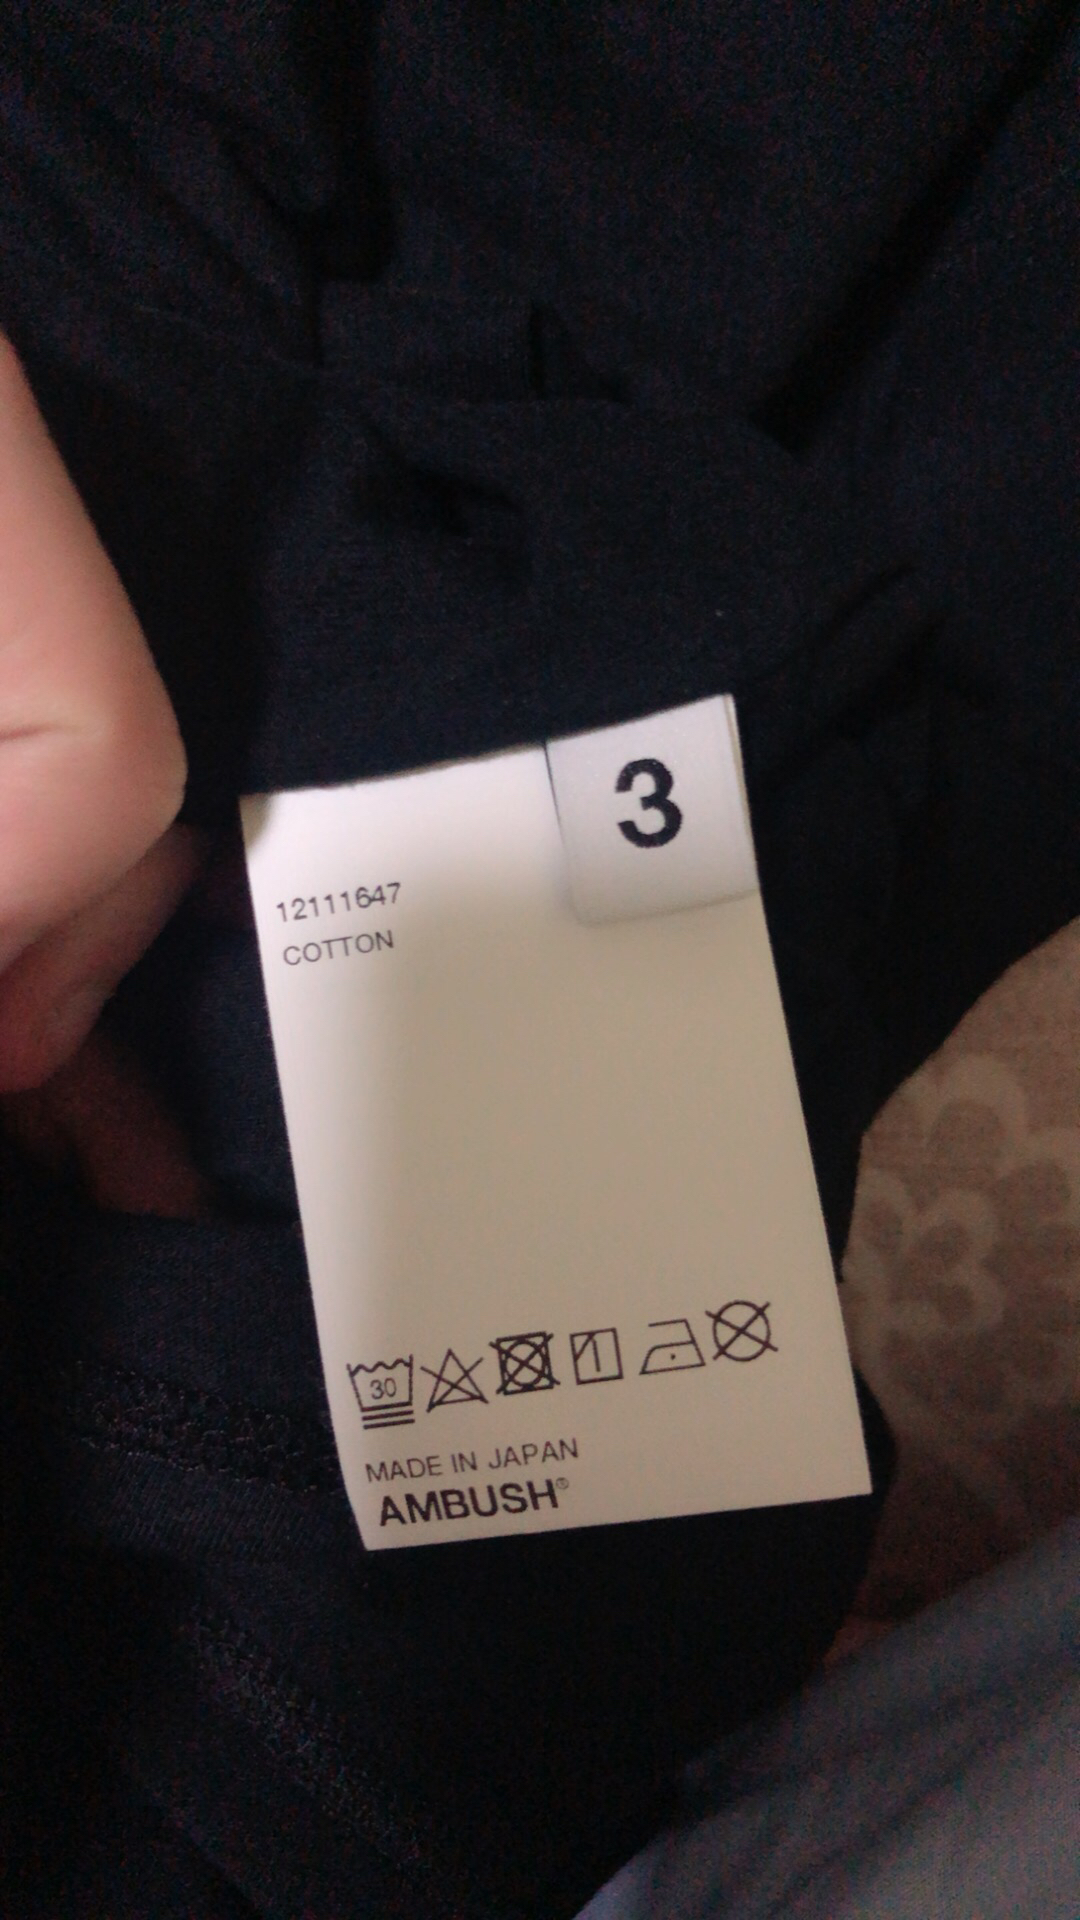 3
12111647
COTTON
30
MADE IN JAPAN
AMBUSH®